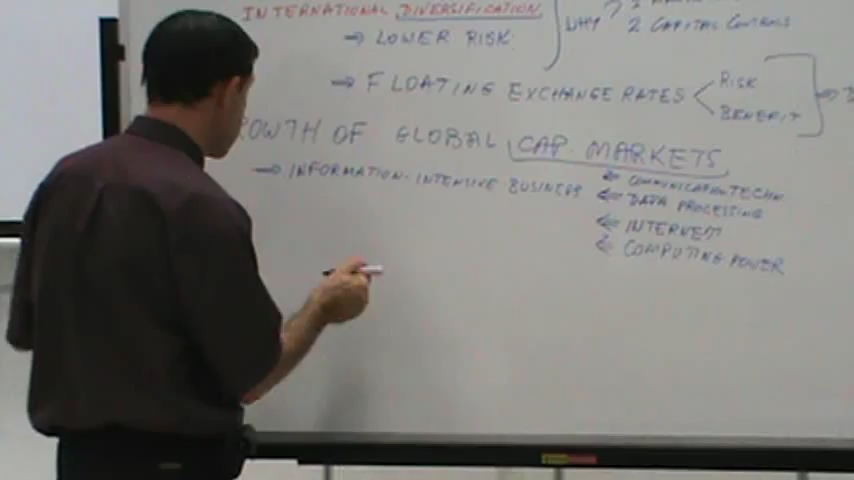 INTERNATIONAL DIVERSIFICATION
⇒ LOWER RISK
WHY ?
2 CAPITAL CONTROLS
⇒ FLOATING EXCHANGE RATES
RISK
BENEFIT
ROWTH OF GLOBAL CAP. MARKETS
⇒ INFORMATION-INTENSIVE BUSINESS
⇐ COMMUNICATION TECHN
⇐ DATA PROCESSING
⇐ INTERNET
⇐ COMPUTING POWER